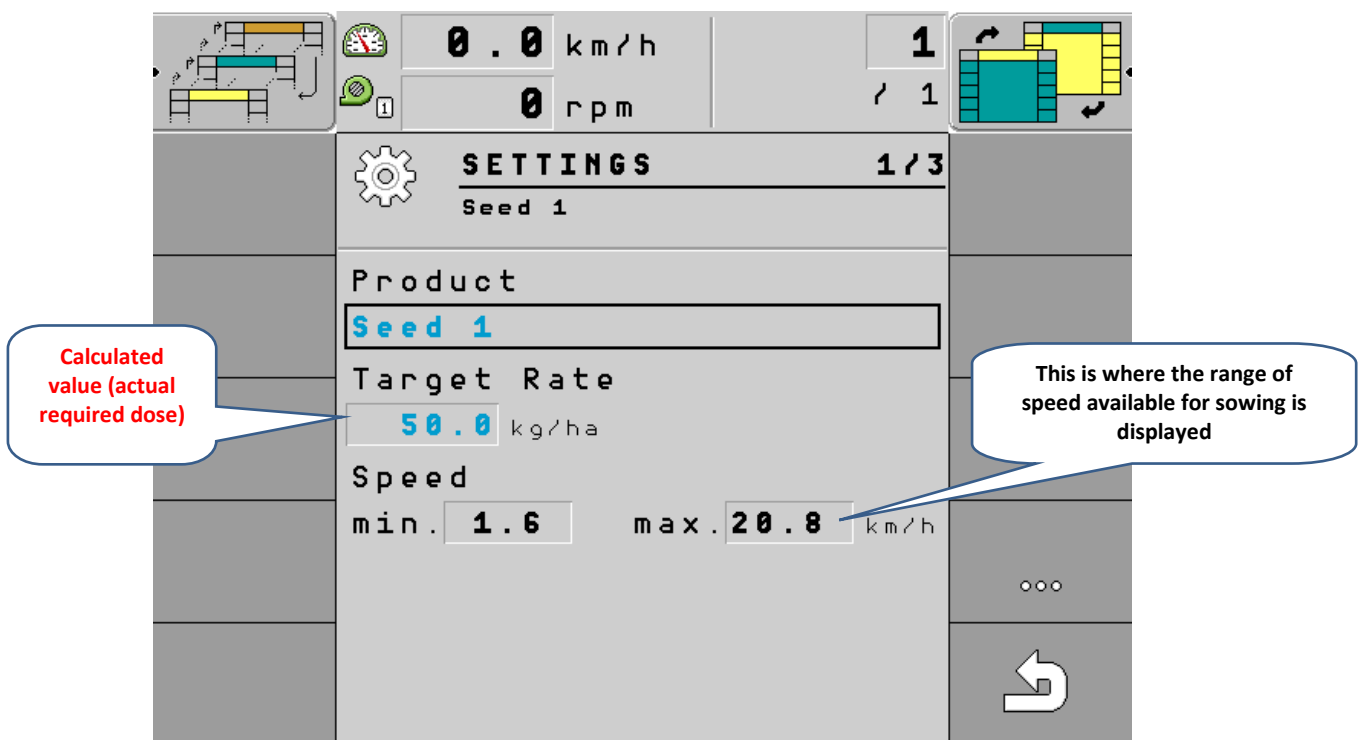 0.0 km/h 1
1 0 rpm / 1
SETTINGS 1/3
Seed 1
Product
Seed 1
Target Rate
50.0 kg/ha
Speed
min. 1.6 max. 20.8 km/h
Calculated
value (actual
required dose)
This is where the range of
speed available for sowing is
displayed